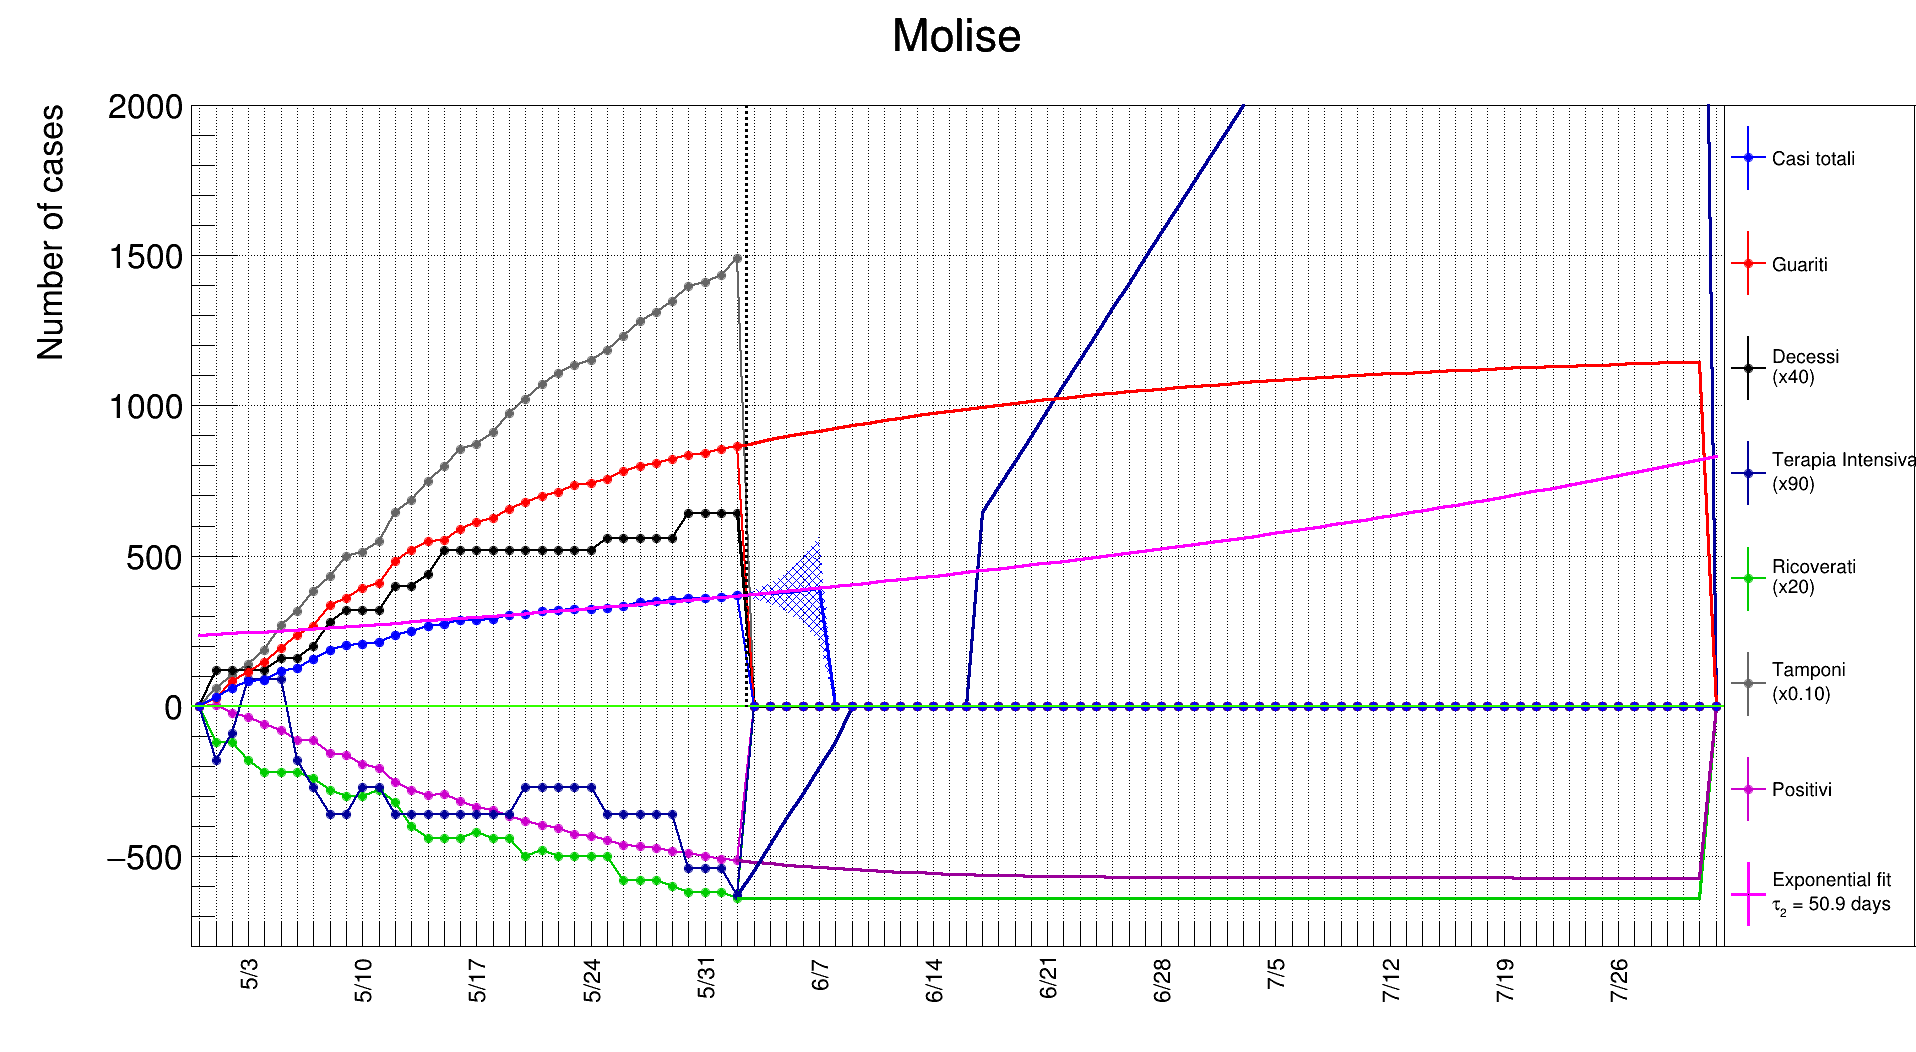 Molise
Number of cases
2000
1500
1000
500
0
−500
5/3
5/10
5/17
5/24
5/31
6/7
6/14
6/21
6/28
7/5
7/12
7/19
7/26
Casi totali
Guariti
Decessi
(x40)
Terapia Intensiva
(x90)
Ricoverati
(x20)
Tamponi
(x0.10)
Positivi
Exponential fit
τ2 = 50.9 days